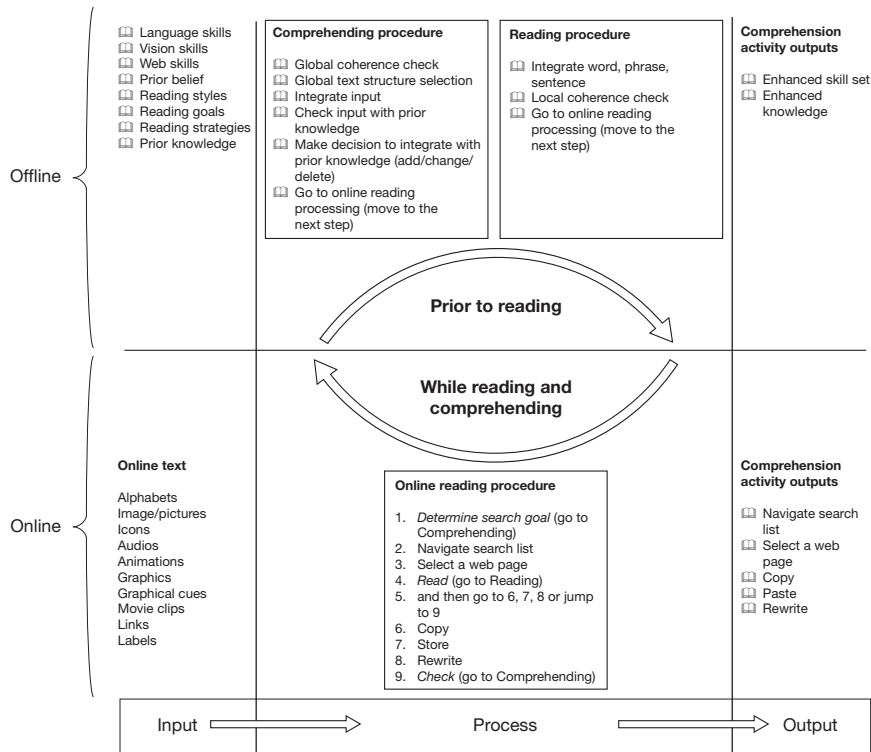 Offline
Language skills
Vision skills
Web skills
Prior belief
Reading styles
Reading goals
Reading strategies
Prior knowledge
Comprehending procedure
Global coherence check
Global text structure selection
Integrate input
Check input with prior
knowledge
Make decision to integrate with
prior knowledge (add/change/
delete)
Go to online reading
processing (move to the
next step)
Reading procedure
Integrate word, phrase,
sentence
Local coherence check
Go to online reading
processing (move to the
next step)
Comprehension
activity outputs
Enhanced skill set
Enhanced
knowledge
Prior to reading
While reading and
comprehending
Online
Online text
Alphabets
Image/pictures
Icons
Audios
Animations
Graphics
Graphical cues
Movie clips
Links
Labels
Online reading procedure
1. Determine search goal (go to
Comprehending)
2. Navigate search list
3. Select a web page
4. Read (go to Reading)
5. and then go to 6, 7, 8 or jump
to 9
6. Copy
7. Store
8. Rewrite
9. Check (go to Comprehending)
Comprehension
activity outputs
Navigate search
list
Select a web
page
Copy
Paste
Rewrite
Input
Process
Output